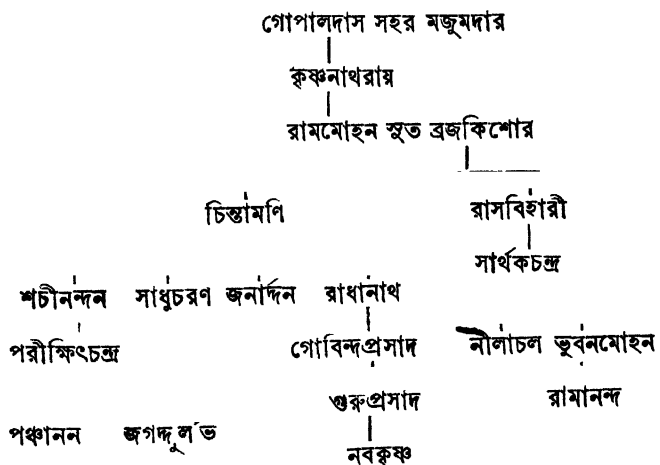 গোপালদাস সহর মজুমদার
কৃষ্ণনাথরায়
রামমোহন সুত ব্রজকিশোর
চিন্তামণি রাসবিহারী
সার্থকচন্দ্র
শচীনন্দন সাধুচরণ জনার্দ্দন রাধানাথ
পরীক্ষিৎচন্দ্র গোবিন্দপ্রসাদ নীলাচল ভুবনমোহন
গুরুপ্রসাদ রামানন্দ
পঞ্চানন জগদ্দুর্লভ
নবকৃষ্ণ